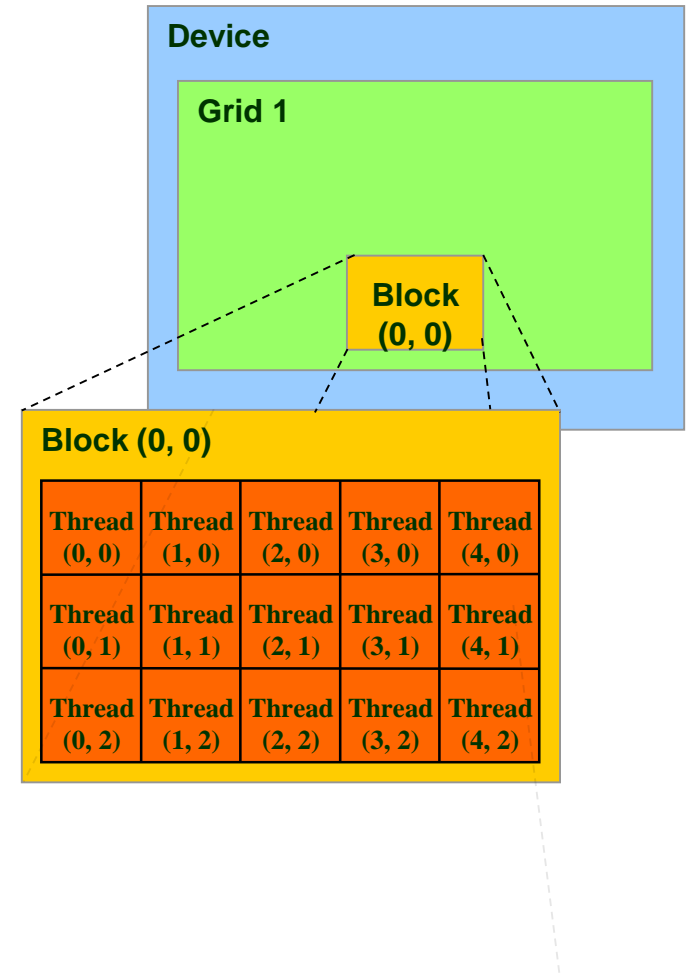 Device
Grid 1
Block
(0, 0)
Block (0, 0)
Thread Thread Thread Thread Thread
(0, 0) (1, 0) (2, 0) (3, 0) (4, 0)
Thread Thread Thread Thread Thread
(0, 1) (1, 1) (2, 1) (3, 1) (4, 1)
Thread Thread Thread Thread Thread
(0, 2) (1, 2) (2, 2) (3, 2) (4, 2)